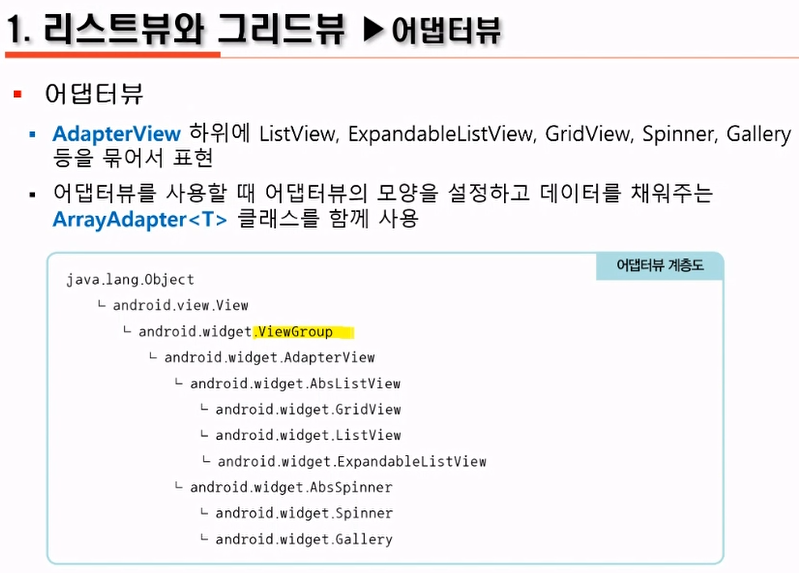 1. 리스트뷰와 그리드뷰 ▶어댑터뷰
▪ 어댑터뷰
▪ AdapterView 하위에 ListView, ExpandableListView, GridView, Spinner, Gallery
등을 묶어서 표현
▪ 어댑터뷰를 사용할 때 어댑터뷰의 모양을 설정하고 데이터를 채워주는
ArrayAdapter<T> 클래스를 함께 사용
어댑터뷰 계층도
java.lang.Object
└ android.view.View
└ android.widget.ViewGroup
└ android.widget.AdapterView
└ android.widget.AbsListView
└ android.widget.GridView
└ android.widget.ListView
└ android.widget.ExpandableListView
└ android.widget.AbsSpinner
└ android.widget.Spinner
└ android.widget.Gallery